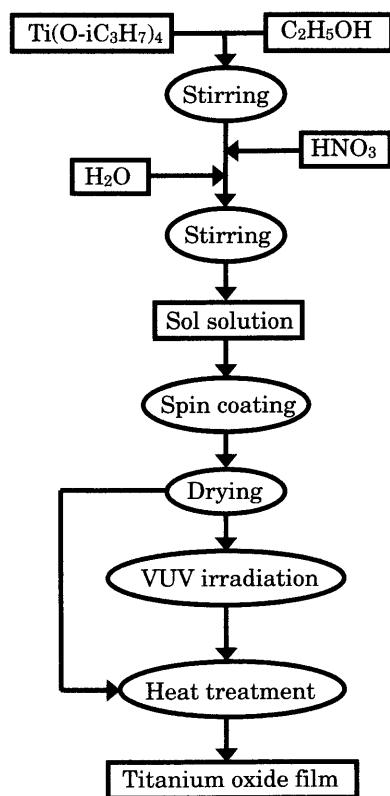 Ti(O-iC₃H₇)₄
C₂H₅OH
Stirring
HNO₃
H₂O
Stirring
Sol solution
Spin coating
Drying
VUV irradiation
Heat treatment
Titanium oxide film